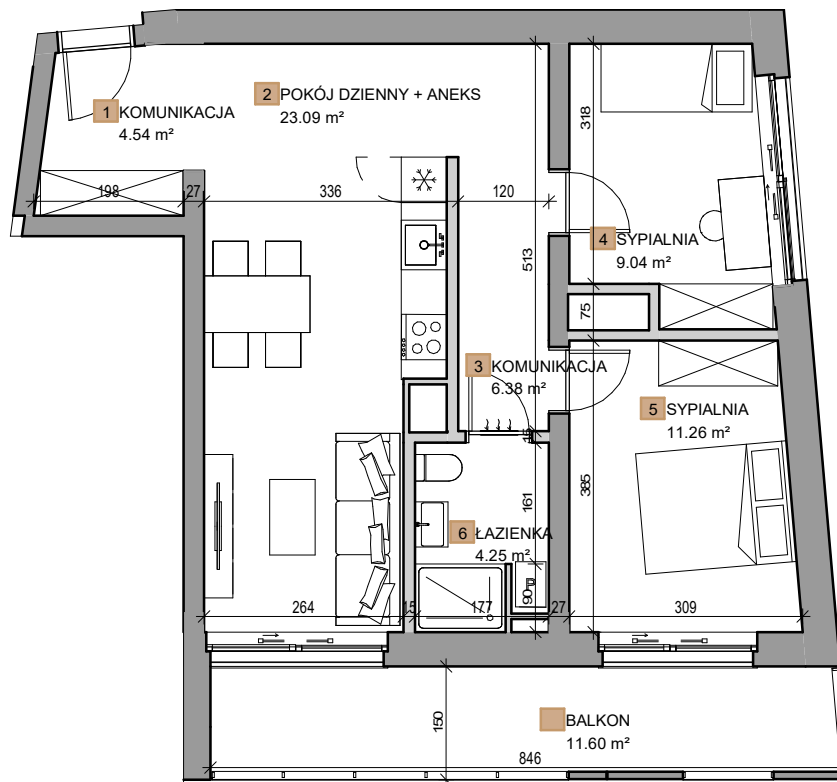 1 KOMUNIKACJA
4.54 m²
2 POKÓJ DZIENNY + ANEKS
23.09 m²
318
198
27
336
120
4 SYPIALNIA
9.04 m²
513
75
3 KOMUNIKACJA
6.38 m²
5 SYPIALNIA
11.26 m²
15
385
161
6 ŁAZIENKA
4.25 m²
90
264
15
177
27
309
150
BALKON
11.60 m²
846